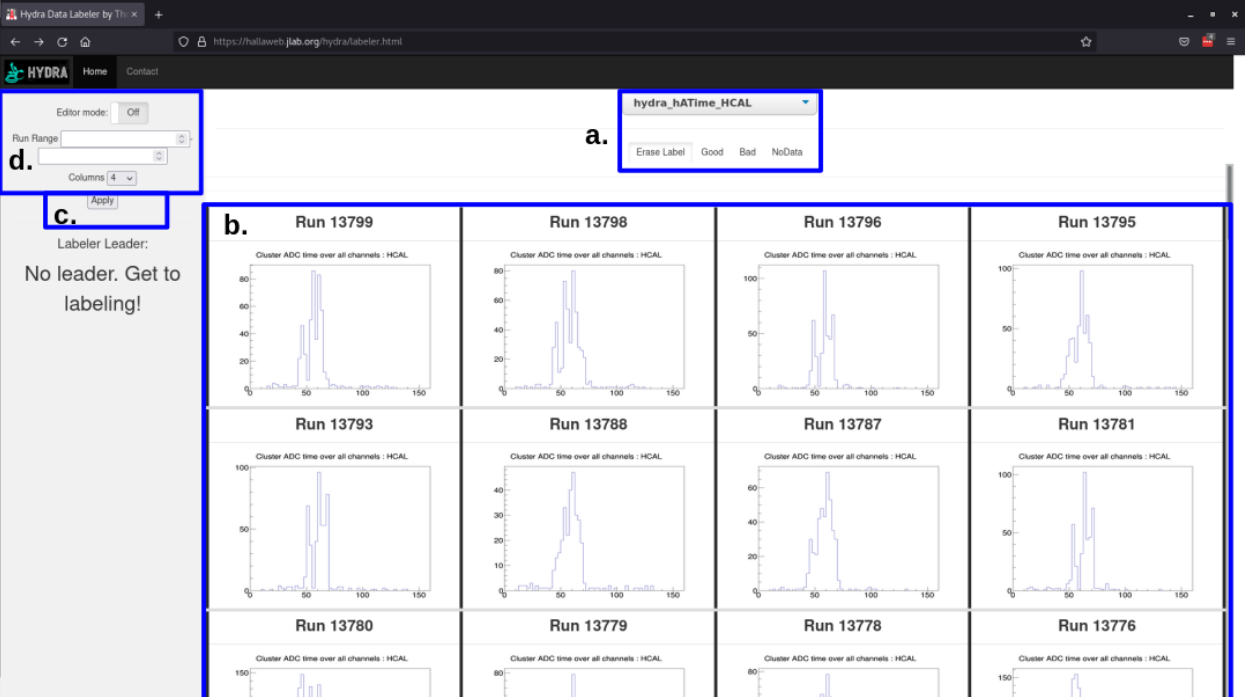 Hydra Data Labeler by Th
https://hallaweb.jlab.org/hydra/labeler.html
HYDRA Home Contact
Editor mode: Off
Run Range -
d.
Columns 4
Apply
c.
Labeler Leader:
No leader. Get to
labeling!
a.
hydra_hATime_HCAL
Erase Label Good Bad NoData
b.
Run 13799 Run 13798 Run 13796 Run 13795
Cluster ADC time over all channels : HCAL Cluster ADC time over all channels : HCAL Cluster ADC time over all channels : HCAL Cluster ADC time over all channels : HCAL
80 80 100 100
60 60
40 40 50 50
20 20
0 0 0 0
0 50 100 150 0 50 100 150 0 50 100 150 0 50 100 150
Run 13793 Run 13788 Run 13787 Run 13781
Cluster ADC time over all channels : HCAL Cluster ADC time over all channels : HCAL Cluster ADC time over all channels : HCAL Cluster ADC time over all channels : HCAL
100 40 60 100
30 40
50 20 50
10 20
0 0 0 0
0 50 100 150 0 50 100 150 0 50 100 150 0 50 100 150
Run 13780 Run 13779 Run 13778 Run 13776
Cluster ADC time over all channels : HCAL Cluster ADC time over all channels : HCAL Cluster ADC time over all channels : HCAL Cluster ADC time over all channels : HCAL
150 80 80 150